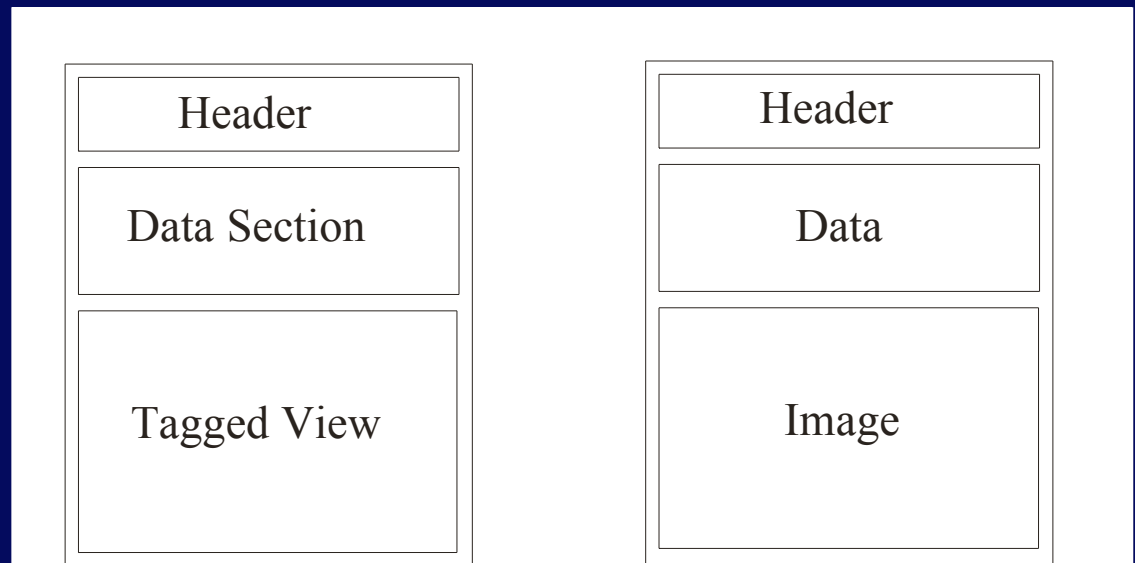 Header
Data Section
Tagged View
Header
Data
Image